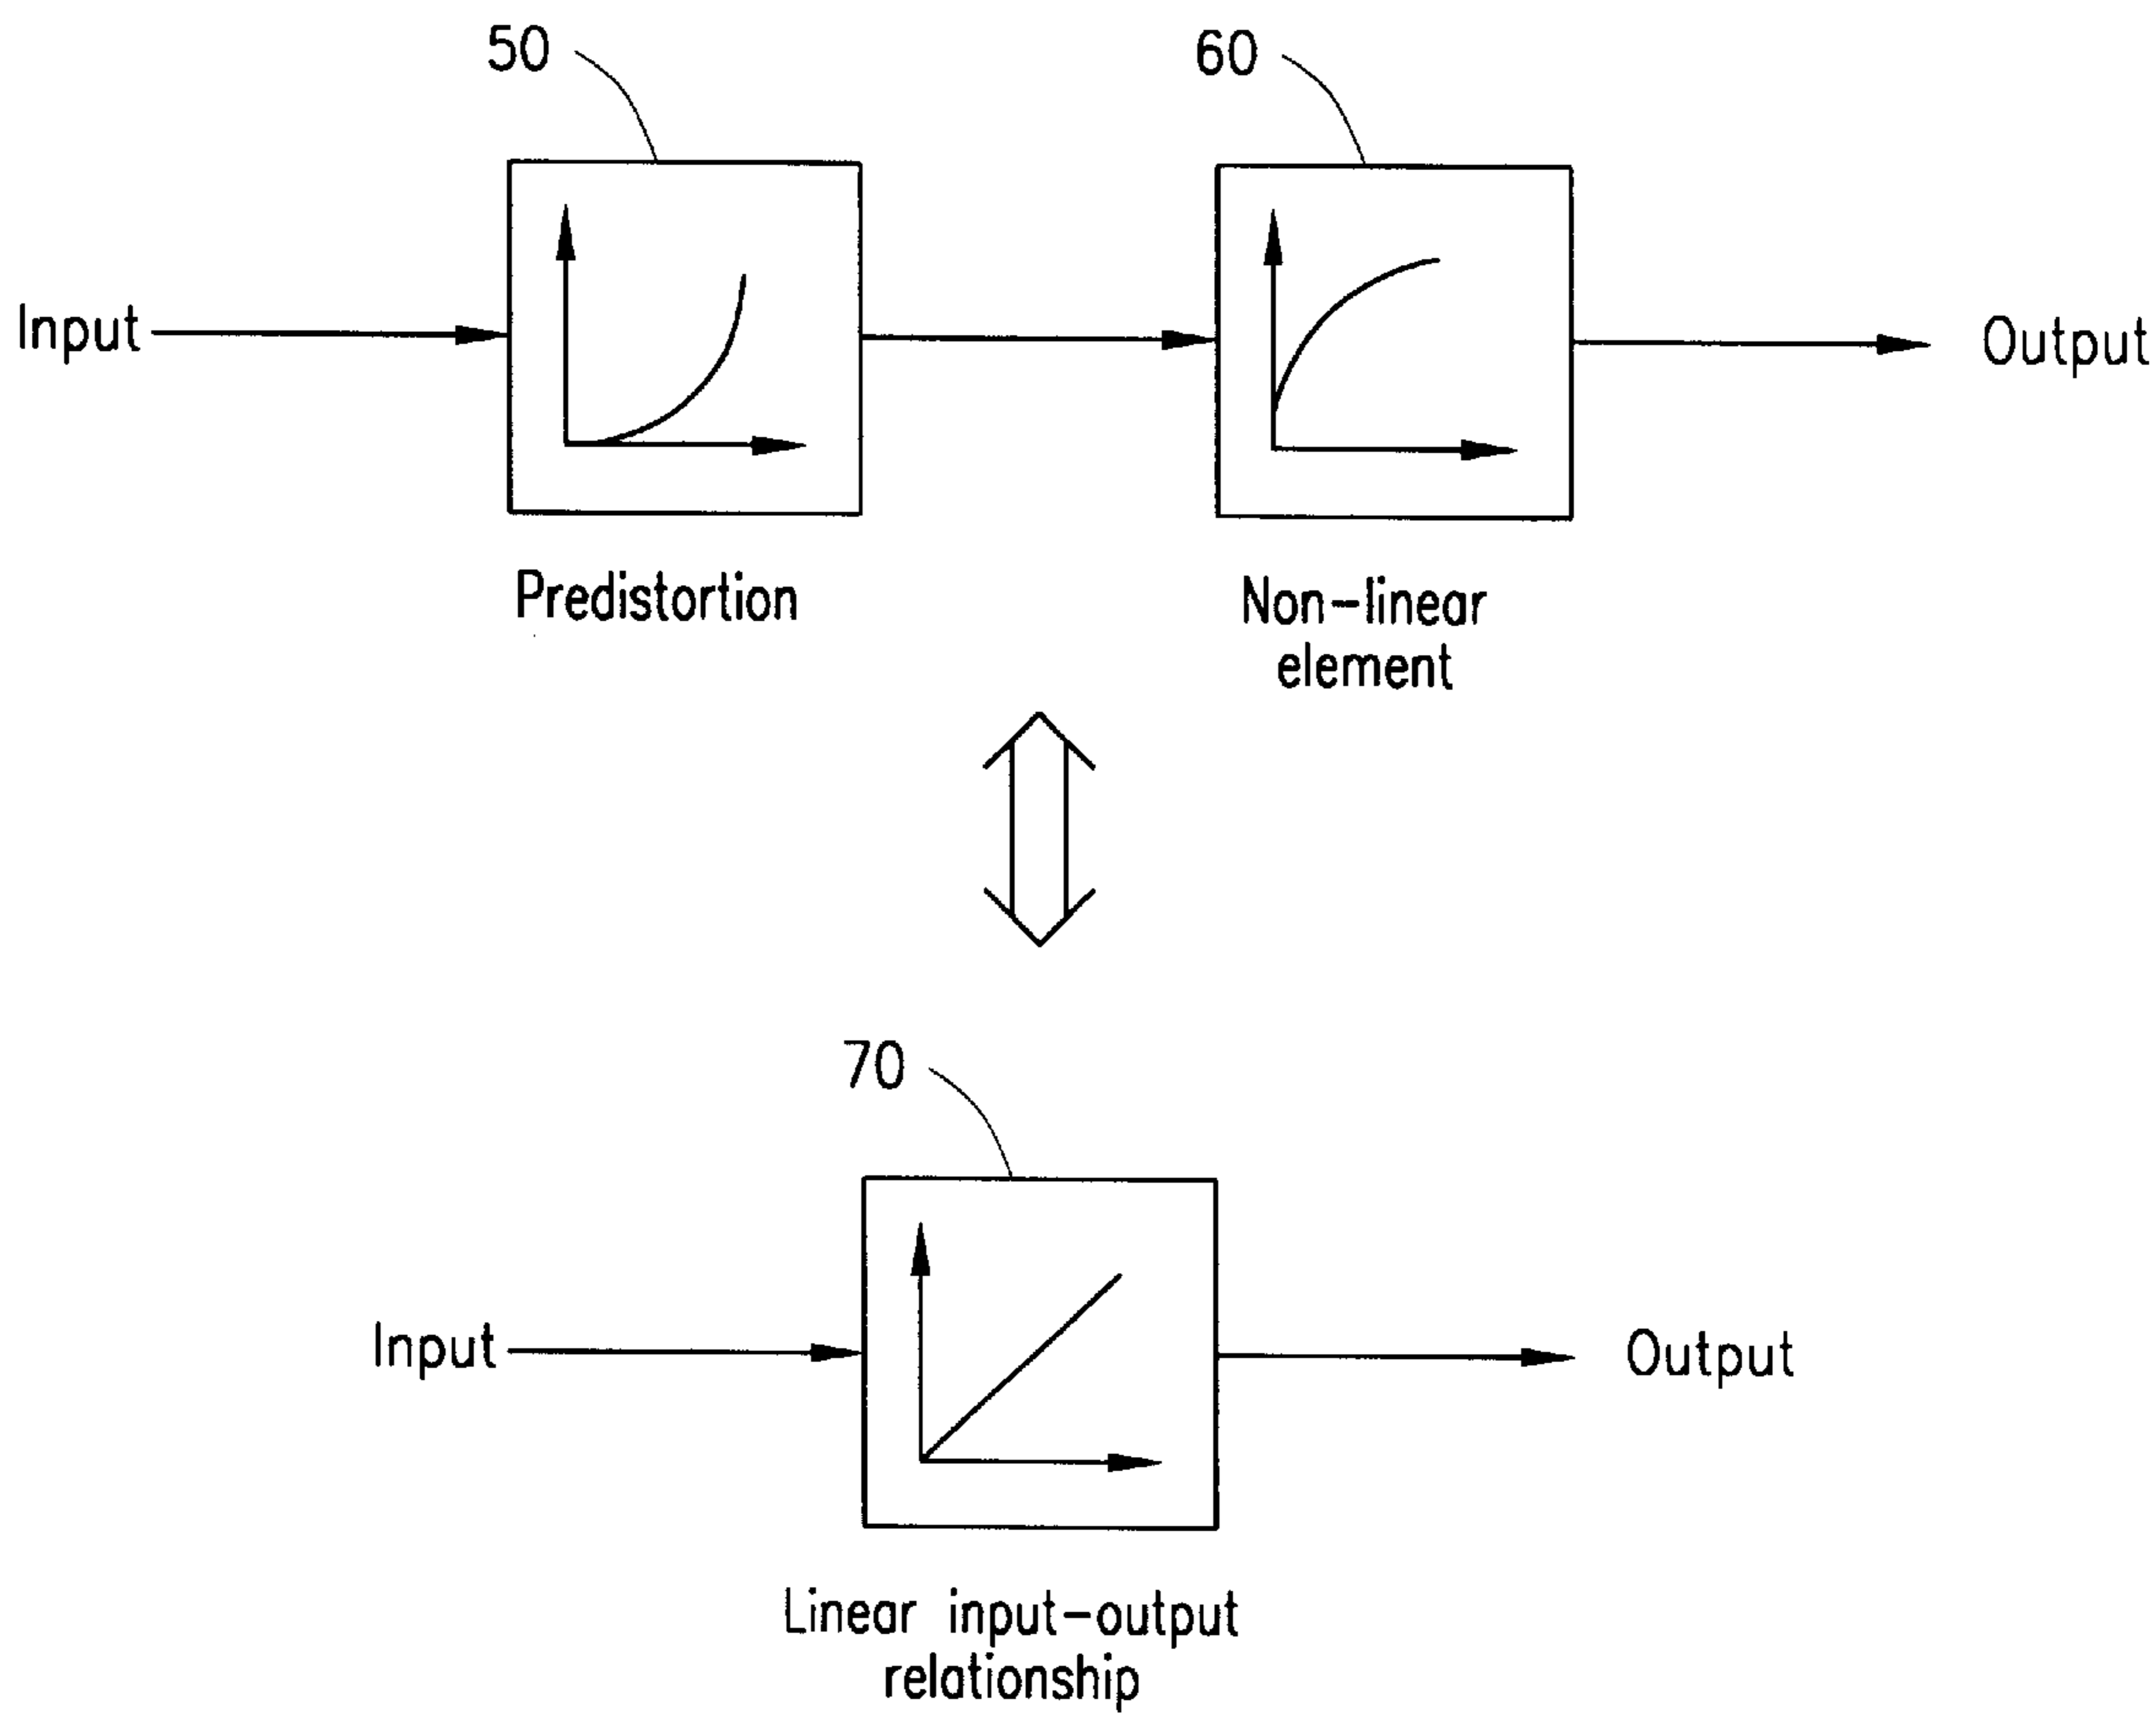 50
60
Input
Output
Predistortion
Non-linear
element
70
Input
Output
Linear input-output
relationship